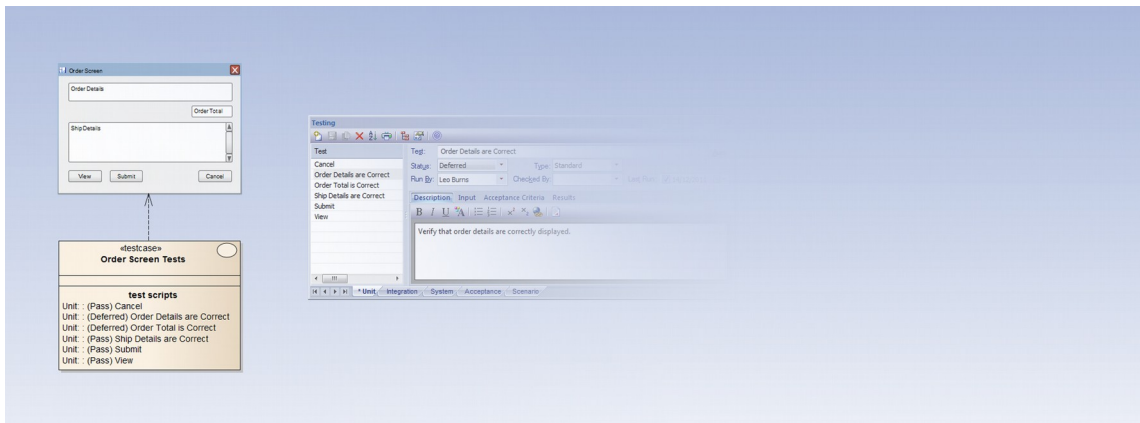 Order Screen
Order Details
Order Total
Ship Details
View
Submit
Cancel
«testcase»
Order Screen Tests
test scripts
Unit: : (Pass) Cancel
Unit: : (Deferred) Order Details are Correct
Unit: : (Deferred) Order Total is Correct
Unit: : (Pass) Ship Details are Correct
Unit: : (Pass) Submit
Unit: : (Pass) View
Testing
Test
Cancel
Order Details are Correct
Order Total is Correct
Ship Details are Correct
Submit
View
Test: Order Details are Correct
Status: Deferred Type: Standard
Run By: Leo Burns Checked By
Description Input Acceptance Criteria Results
B I U A x² x₂
Verify that order details are correctly displayed.
* Unit Integration System Acceptance Scenario